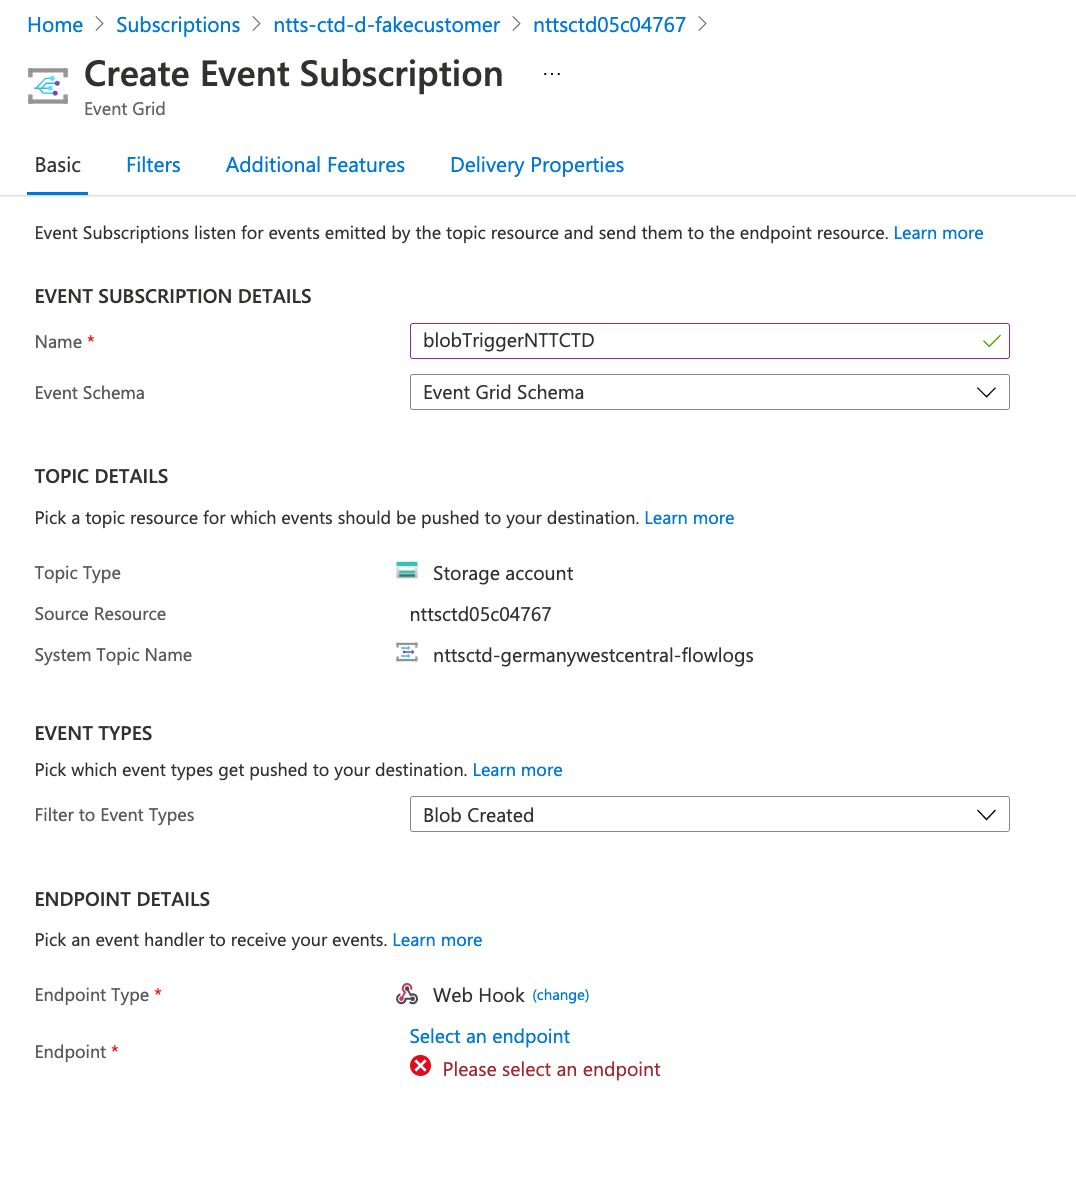 Home > Subscriptions > ntts-ctd-d-fakecustomer > nttsctd05c04767 >
Create Event Subscription ...
Event Grid
Basic Filters Additional Features Delivery Properties
Event Subscriptions listen for events emitted by the topic resource and send them to the endpoint resource. Learn more
EVENT SUBSCRIPTION DETAILS
Name * blobTriggerNTTCTD
Event Schema Event Grid Schema
TOPIC DETAILS
Pick a topic resource for which events should be pushed to your destination. Learn more
Topic Type Storage account
Source Resource nttsctd05c04767
System Topic Name nttsctd-germanywestcentral-flowlogs
EVENT TYPES
Pick which event types get pushed to your destination. Learn more
Filter to Event Types Blob Created
ENDPOINT DETAILS
Pick an event handler to receive your events. Learn more
Endpoint Type * Web Hook (change)
Endpoint * Select an endpoint
Please select an endpoint